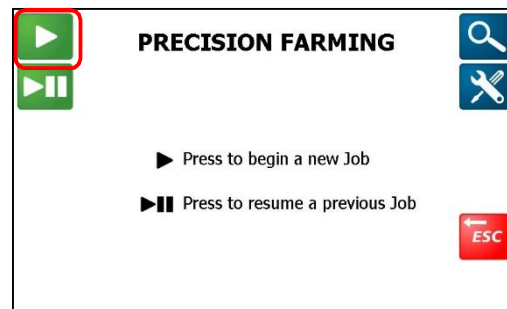 PRECISION FARMING
Press to begin a new Job
Press to resume a previous Job
ESC